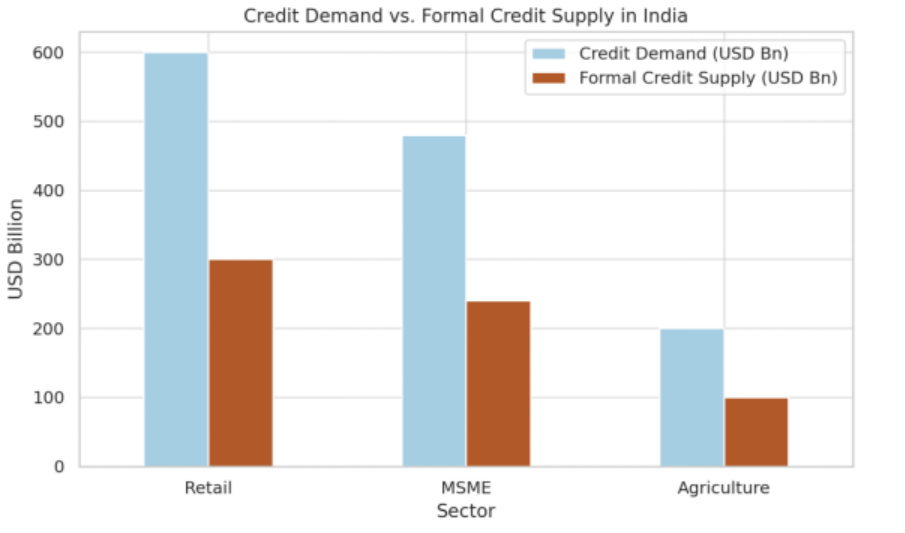 Credit Demand vs. Formal Credit Supply in India
Credit Demand (USD Bn)
Formal Credit Supply (USD Bn)
USD Billion
600
500
400
300
200
100
0
Retail
MSME
Agriculture
Sector